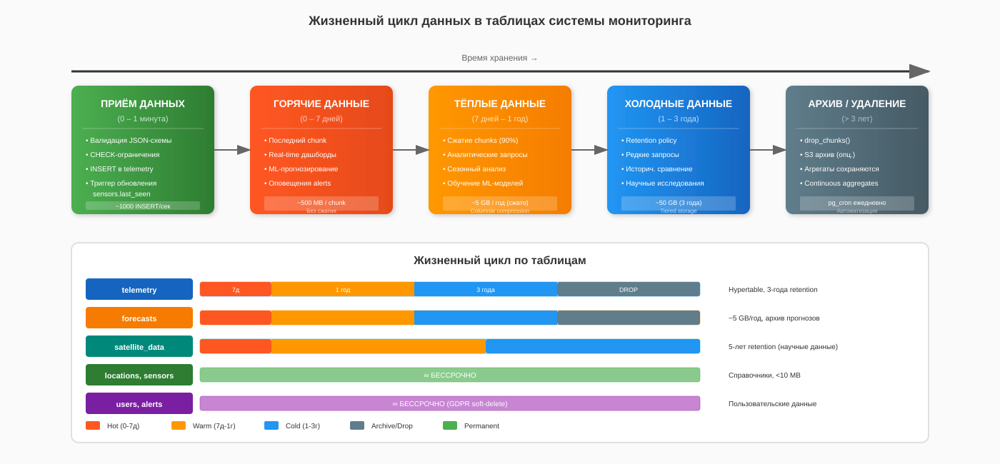 Жизненный цикл данных в таблицах системы мониторинга
Время хранения →
ПРИЁМ ДАННЫХ
(0 – 1 минута)
• Валидация JSON-схемы
• CHECK-ограничения
• INSERT в telemetry
• Триггер обновления
sensors.last_seen
~1000 INSERT/сек
ГОРЯЧИЕ ДАННЫЕ
(0 – 7 дней)
• Последний chunk
• Real-time дашборды
• ML-прогнозирование
• Оповещения alerts
~500 MB / chunk
Без сжатия
ТЁПЛЫЕ ДАННЫЕ
(7 дней – 1 год)
• Сжатие chunks (90%)
• Аналитические запросы
• Сезонный анализ
• Обучение ML-моделей
~5 GB / год (сжато)
Columnar compression
ХОЛОДНЫЕ ДАННЫЕ
(1 – 3 года)
• Retention policy
• Редкие запросы
• Историч. сравнение
• Научные исследования
~50 GB (3 года)
Tiered storage
АРХИВ / УДАЛЕНИЕ
(> 3 лет)
• drop_chunks()
• S3 архив (опц.)
• Агрегаты сохраняются
• Continuous aggregates
pg_cron ежедневно
Автоматизация
Жизненный цикл по таблицам
telemetry 7д 1 год 3 года DROP Hypertable, 3-года retention
forecasts ~5 GB/год, архив прогнозов
satellite_data 5-лет retention (научные данные)
locations, sensors ∞ БЕССРОЧНО Справочники, <10 MB
users, alerts ∞ БЕССРОЧНО (GDPR soft-delete) Пользовательские данные
Hot (0-7д) Warm (7д-1г) Cold (1-3г) Archive/Drop Permanent